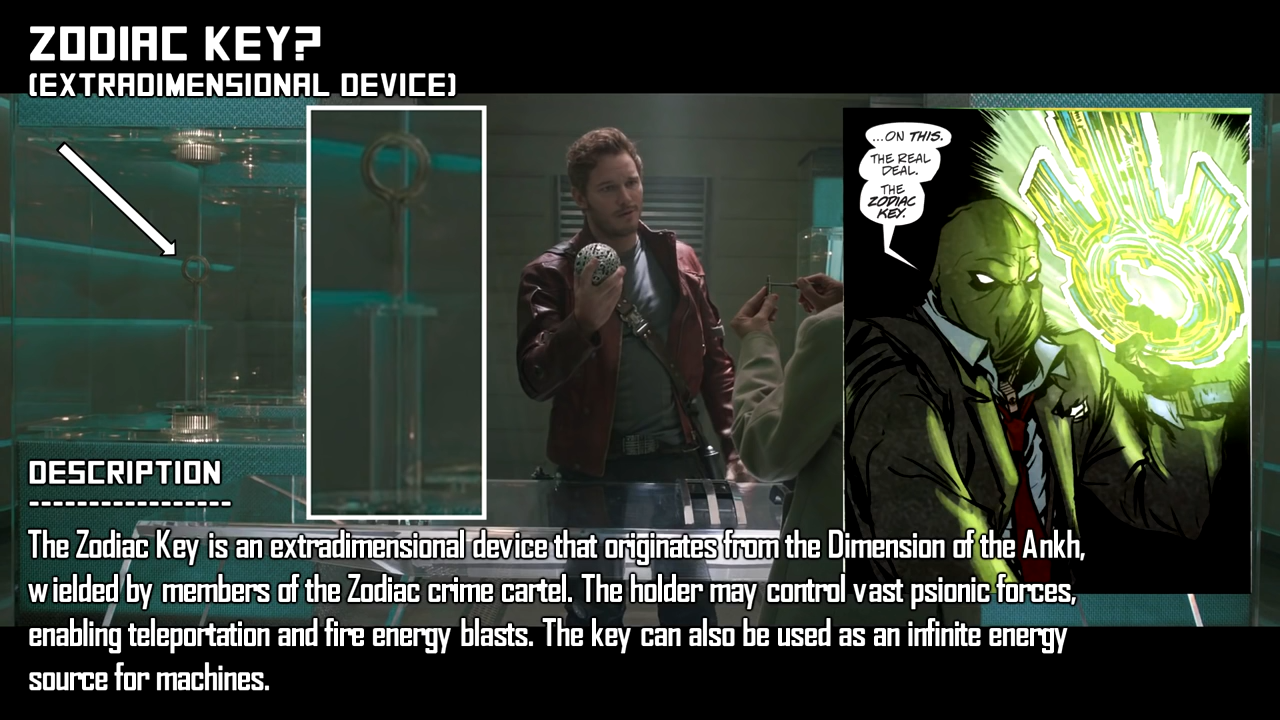 ZODIAC KEY?
(EXTRADIMENSIONAL DEVICE)
...ON THIS.
THE REAL
DEAL.
THE
ZODIAC
KEY.
DESCRIPTION
-----------------
The Zodiac Key is an extradimensional device that originates from the Dimension of the Ankh,
wielded by members of the Zodiac crime cartel. The holder may control vast psionic forces,
enabling teleportation and fire energy blasts. The key can also be used as an infinite energy
source for machines.